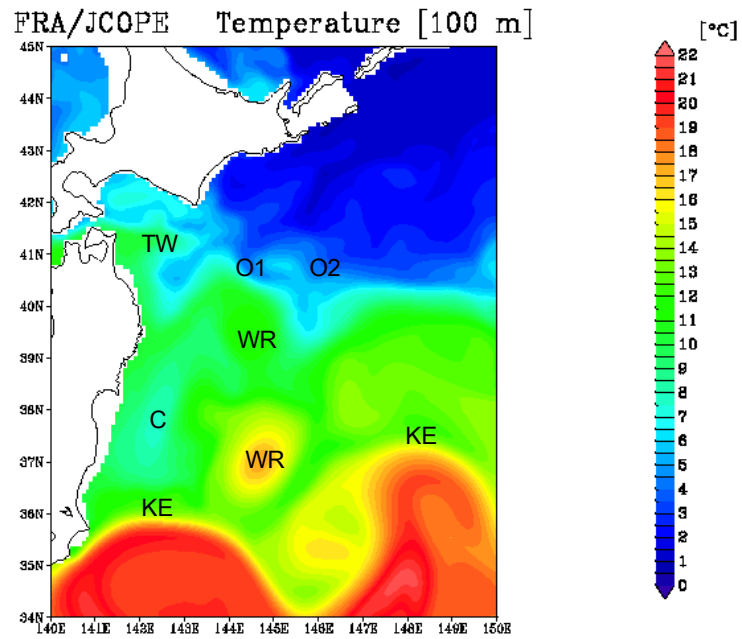 FRA/JCOPE Temperature [100 m]
[°C]
45N
44N
43N
42N
41N
40N
39N
38N
37N
36N
35N
34N
140E 141E 142E 143E 144E 145E 146E 147E 148E 149E 150E
TW
O1 O2
WR
C
KE
WR
KE
22
21
20
19
18
17
16
15
14
13
12
11
10
9
8
7
6
5
4
3
2
1
0